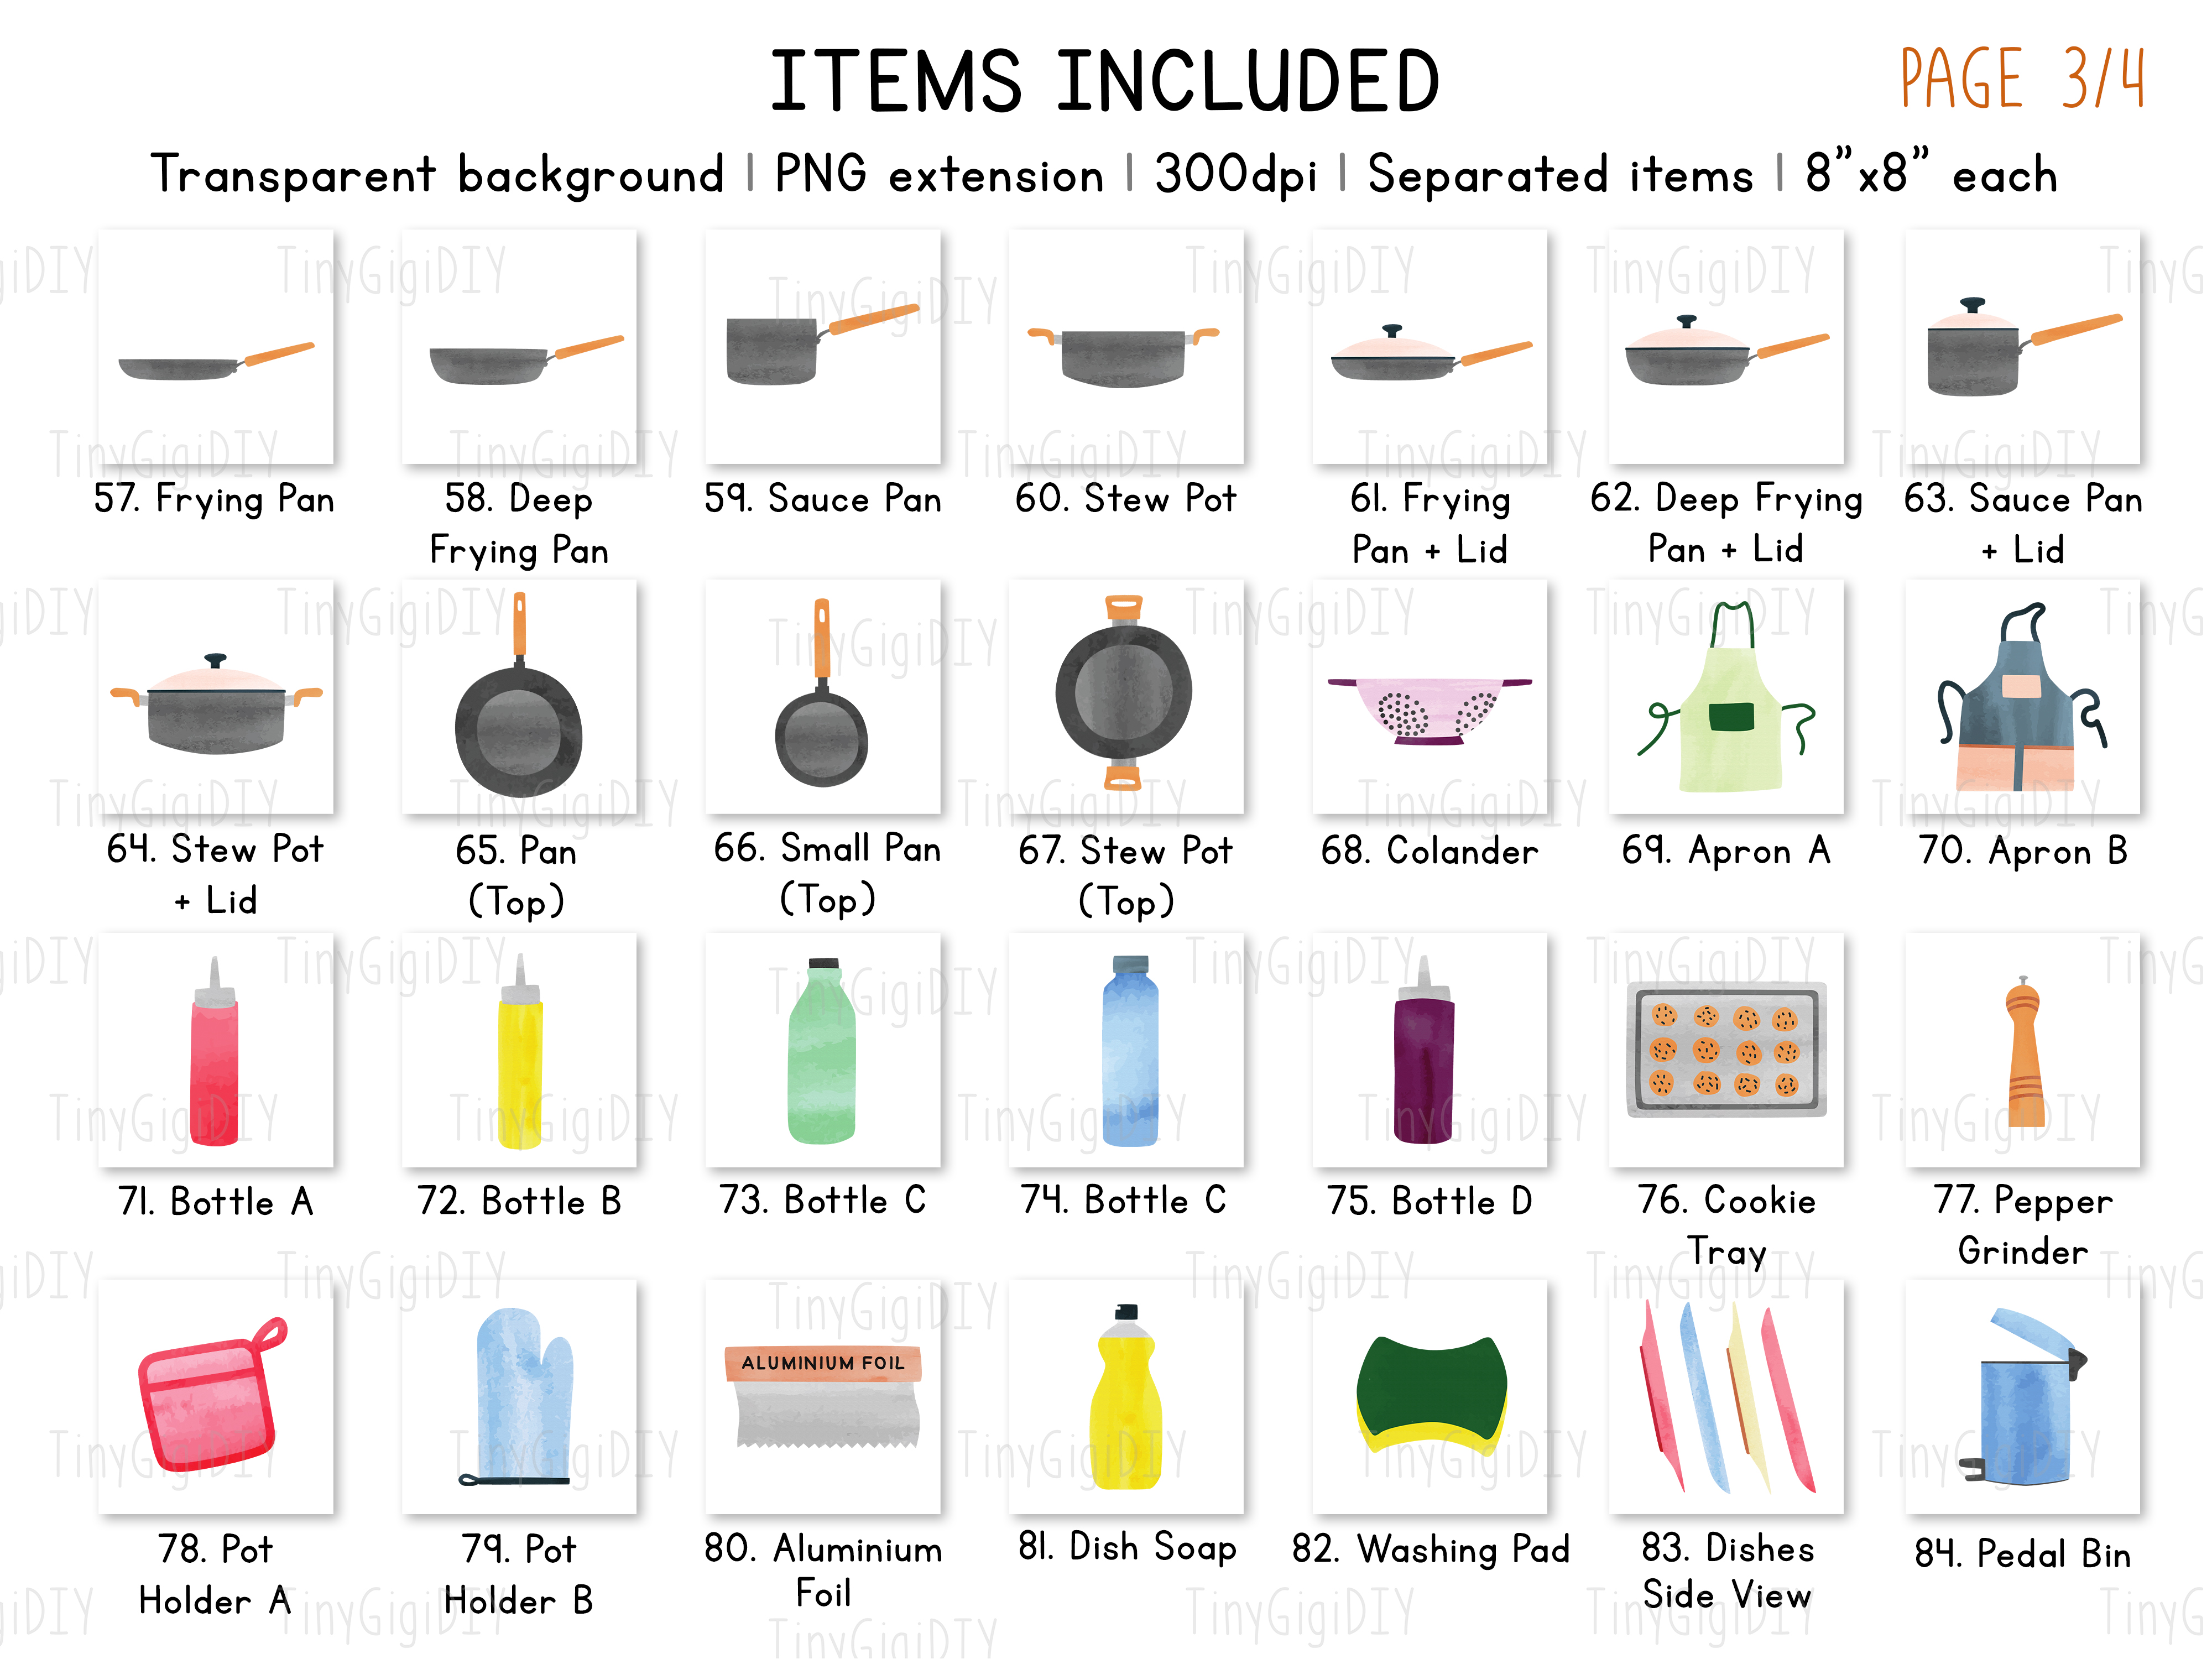 ITEMS INCLUDED
PAGE 3/4
Transparent background | PNG extension | 300dpi | Separated items | 8”x8” each
57. Frying Pan
58. Deep
Frying Pan
59. Sauce Pan
60. Stew Pot
61. Frying
Pan + Lid
62. Deep Frying
Pan + Lid
63. Sauce Pan
+ Lid
64. Stew Pot
+ Lid
65. Pan
(Top)
66. Small Pan
(Top)
67. Stew Pot
(Top)
68. Colander
69. Apron A
70. Apron B
71. Bottle A
72. Bottle B
73. Bottle C
74. Bottle C
75. Bottle D
76. Cookie
Tray
77. Pepper
Grinder
ALUMINIUM FOIL
78. Pot
Holder A
79. Pot
Holder B
80. Aluminium
Foil
81. Dish Soap
82. Washing Pad
83. Dishes
Side View
84. Pedal Bin
TinyGigiDIY